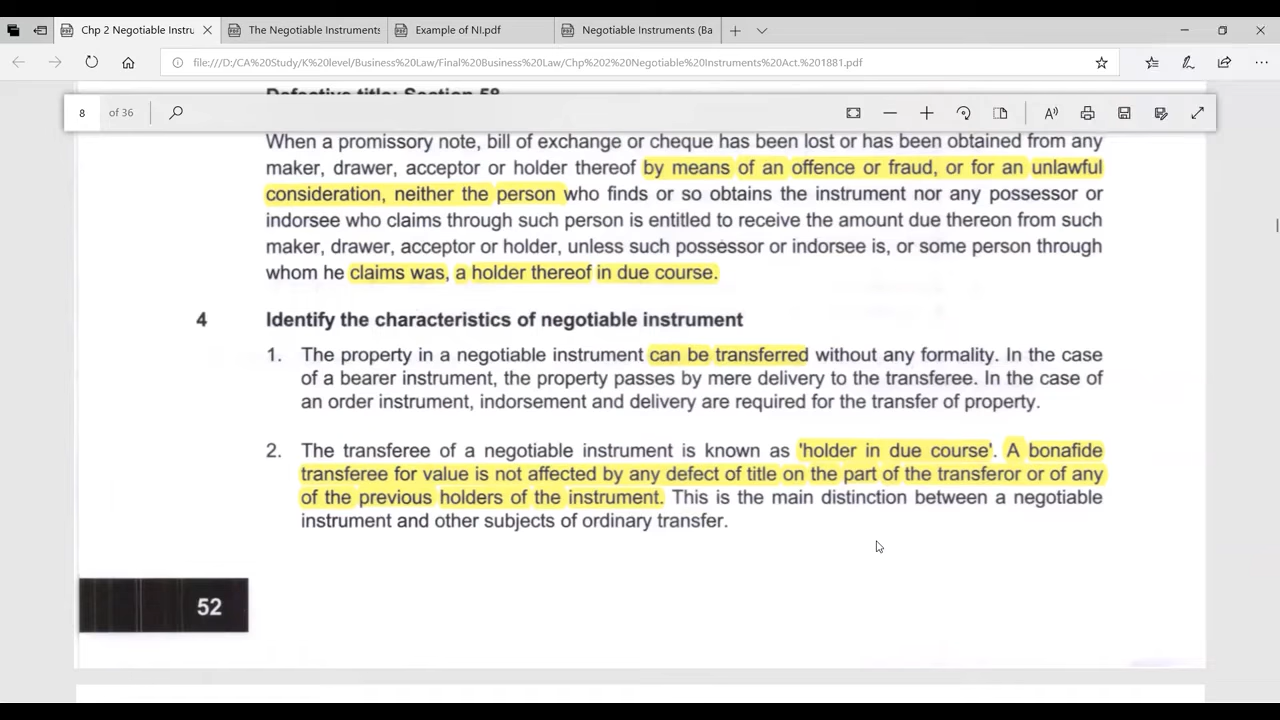 Chp 2 Negotiable Instru
The Negotiable Instruments
Example of NI.pdf
Negotiable Instruments (Ba
file:///D:/CA%20Study/K%20level/Business%20Law/Final%20Business%20Law/Chp%202%20Negotiable%20Instruments%20Act.%201881.pdf
Defective title: Section 58
8 of 36
When a promissory note, bill of exchange or cheque has been lost or has been obtained from any
maker, drawer, acceptor or holder thereof by means of an offence or fraud, or for an unlawful
consideration, neither the person who finds or so obtains the instrument nor any possessor or
indorsee who claims through such person is entitled to receive the amount due thereon from such
maker, drawer, acceptor or holder, unless such possessor or indorsee is, or some person through
whom he claims was, a holder thereof in due course.
4 Identify the characteristics of negotiable instrument
1. The property in a negotiable instrument can be transferred without any formality. In the case
of a bearer instrument, the property passes by mere delivery to the transferee. In the case of
an order instrument, indorsement and delivery are required for the transfer of property.
2. The transferee of a negotiable instrument is known as 'holder in due course'. A bonafide
transferee for value is not affected by any defect of title on the part of the transferor or of any
of the previous holders of the instrument. This is the main distinction between a negotiable
instrument and other subjects of ordinary transfer.
52